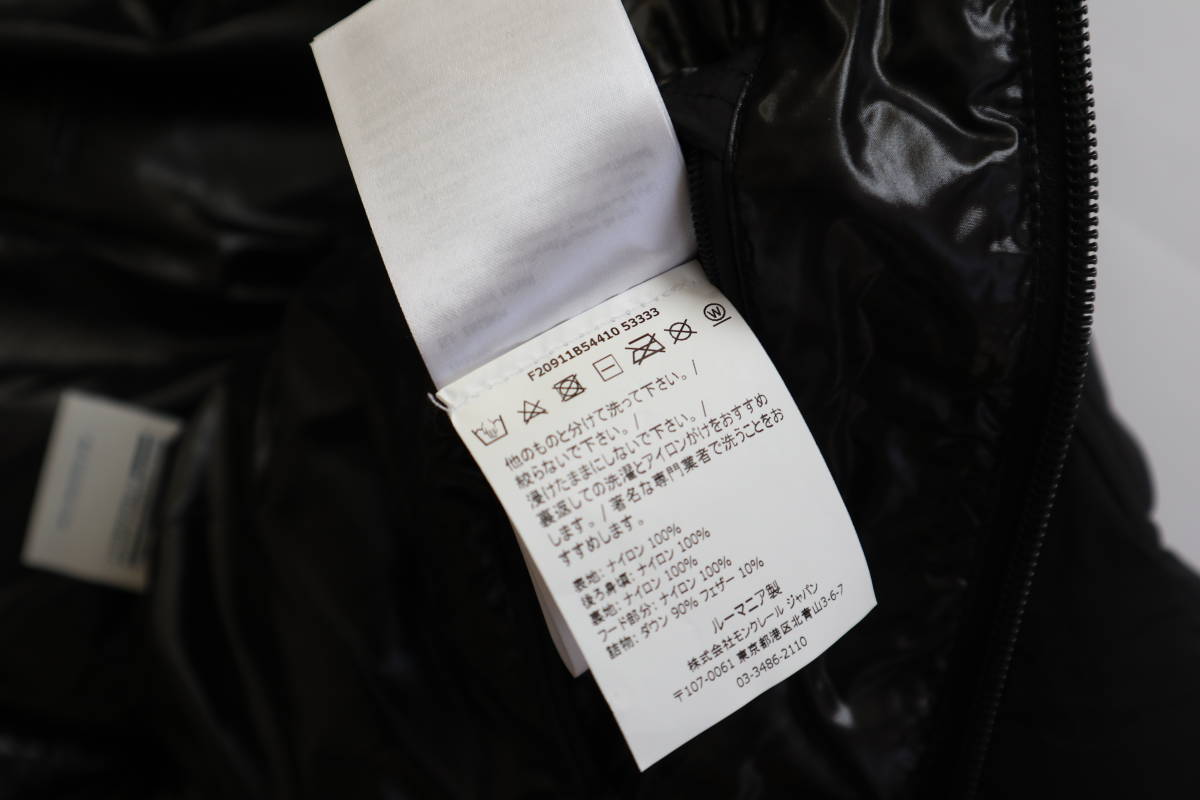 F20911B54410 53333
W
他のものと分けて洗って下さい。/
絞らないで下さい。/
浸けたままにしないで下さい。/
裏返しての洗濯とアイロンがけをおすすめ
します。/ 著名な専門業者で洗うことをお
すすめします。
表地: ナイロン 100%
後ろ身頃: ナイロン 100%
裏地: ナイロン 100%
フード部分: ナイロン 100%
詰物: ダウン 90% フェザー 10%
ルーマニア製
株式会社モンクレール ジャパン
〒107-0061 東京都港区北青山3-6-7
03-3486-2110